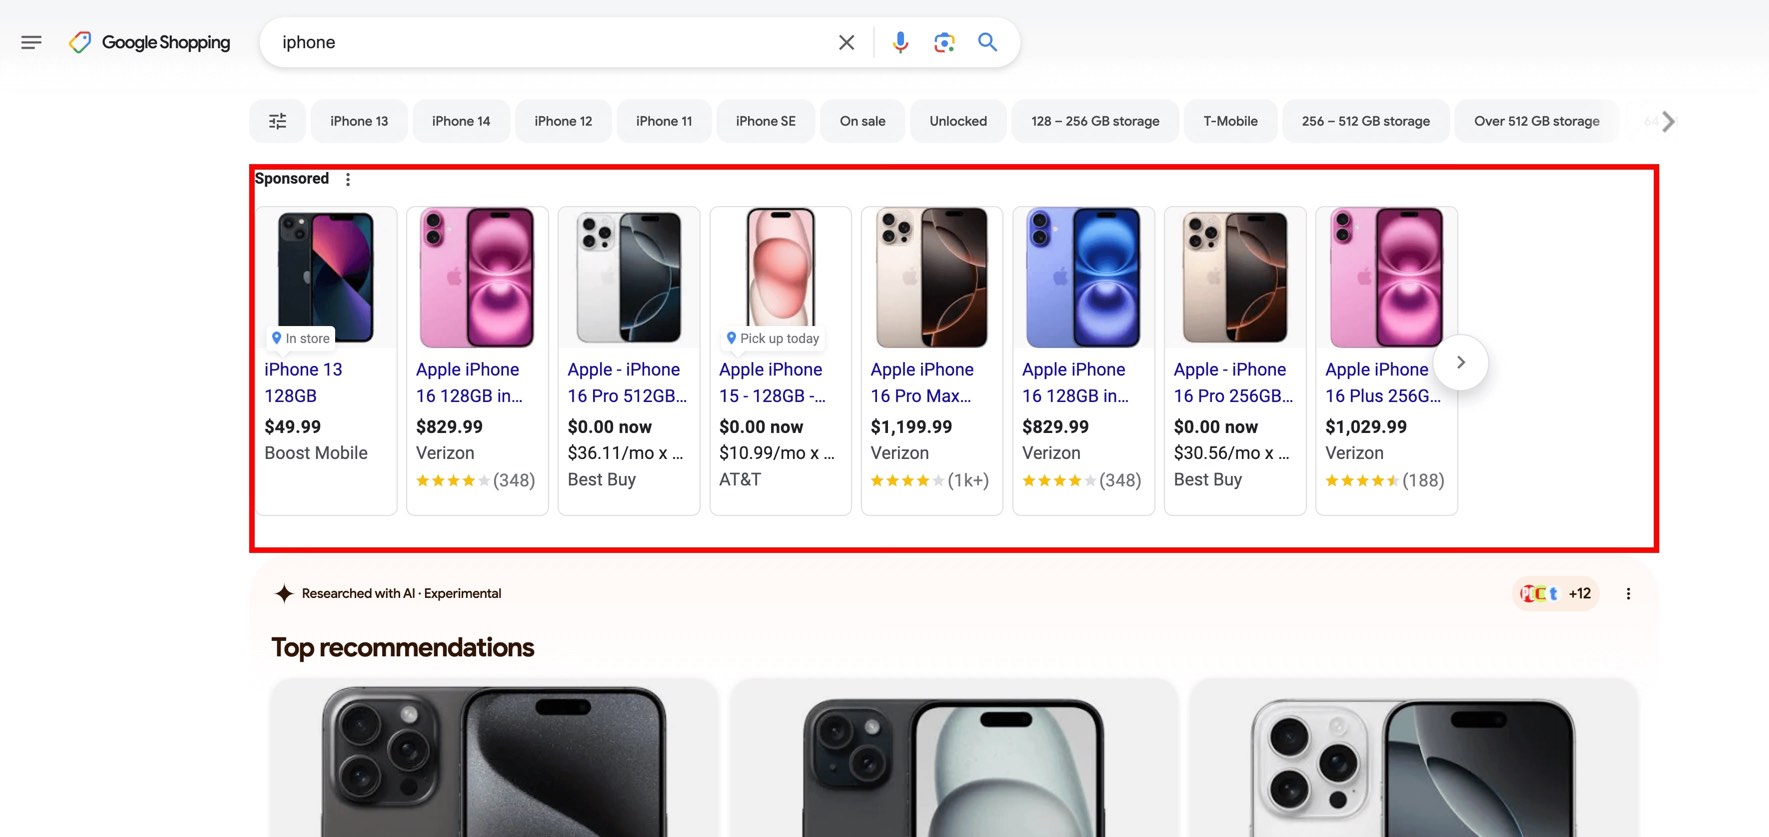 Google Shopping
iphone
iPhone 13
iPhone 14
iPhone 12
iPhone 11
iPhone SE
On sale
Unlocked
128 – 256 GB storage
T-Mobile
256 – 512 GB storage
Over 512 GB storage
64
Sponsored
In store
iPhone 13
128GB
$49.99
Boost Mobile
Apple iPhone
16 128GB in...
$829.99
Verizon
(348)
Apple - iPhone
16 Pro 512GB...
$0.00 now
$36.11/mo x ...
Best Buy
Pick up today
Apple iPhone
15 - 128GB -...
$0.00 now
$10.99/mo x ...
AT&T
Apple iPhone
16 Pro Max...
$1,199.99
Verizon
(1k+)
Apple iPhone
16 128GB in...
$829.99
Verizon
(348)
Apple - iPhone
16 Pro 256GB...
$0.00 now
$30.56/mo x ...
Best Buy
Apple iPhone
16 Plus 256G...
$1,029.99
Verizon
(188)
Researched with AI · Experimental
+12
Top recommendations